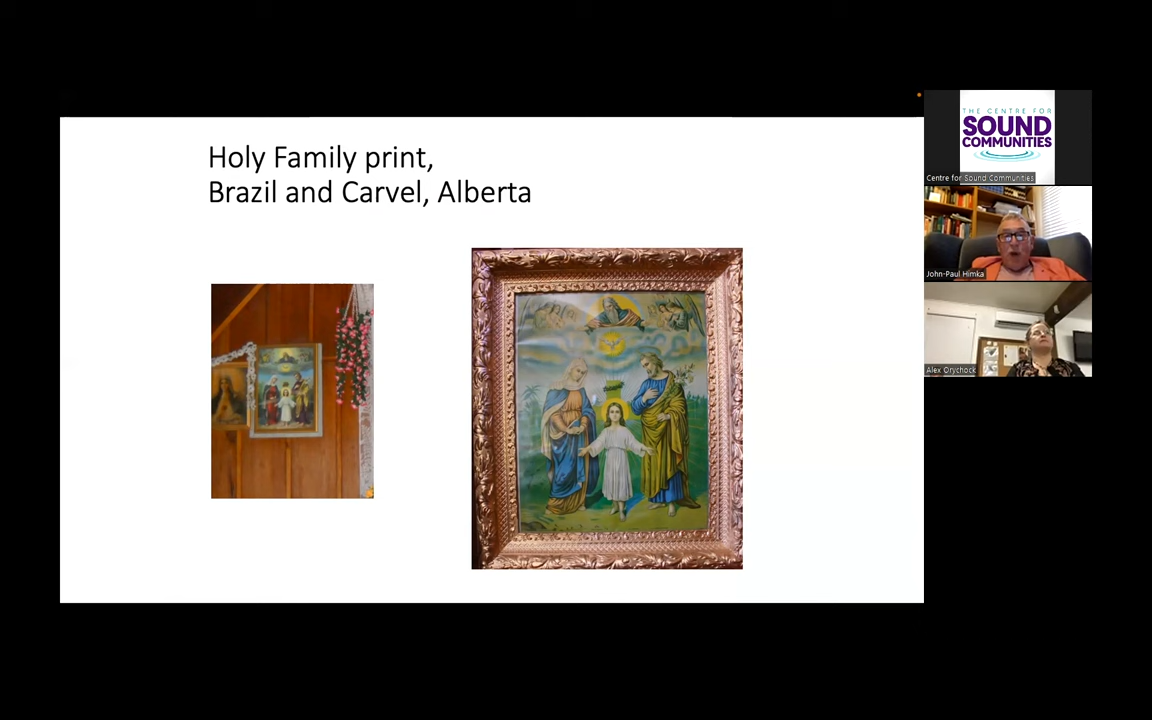 Holy Family print,
Brazil and Carvel, Alberta
THE CENTRE FOR
SOUND
COMMUNITIES
Centre for Sound Communities
John-Paul Himka
Alex Orychock